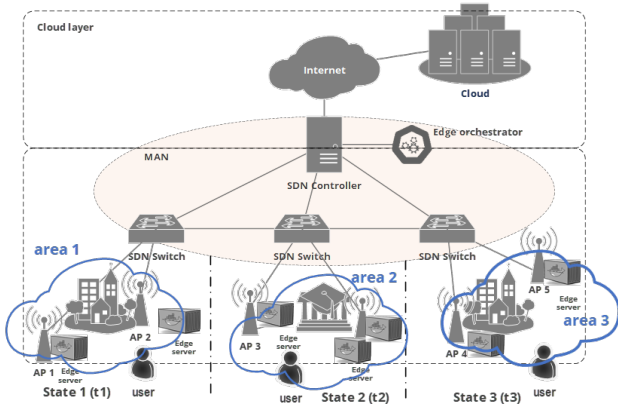 Cloud layer
Internet
Cloud
Edge orchestrator
MAN
SDN Controller
SDN Switch
SDN Switch
SDN Switch
area 1
area 2
area 3
AP 5
Edge
server
AP 2
Edge
server
AP 3
Edge
server
AP 4
Edge
server
AP 1
Edge
server
user
user
user
State 1 (t1)
State 2 (t2)
State 3 (t3)